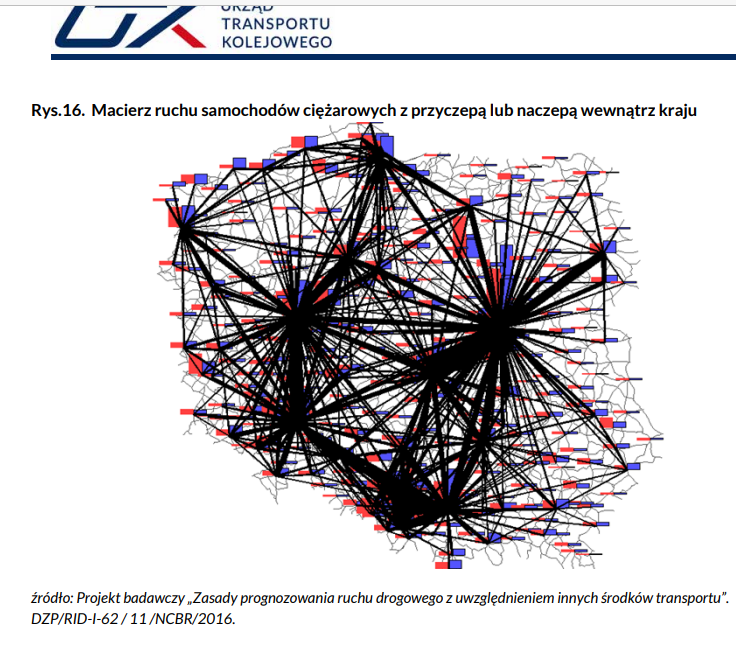 URZĄD
TRANSPORTU
KOLEJOWEGO
Rys.16. Macierz ruchu samochodów ciężarowych z przyczepą lub naczepą wewnątrz kraju
źródło: Projekt badawczy „Zasady prognozowania ruchu drogowego z uwzględnieniem innych środków transportu”.
DZP/RID-I-62 / 11 /NCBR/2016.